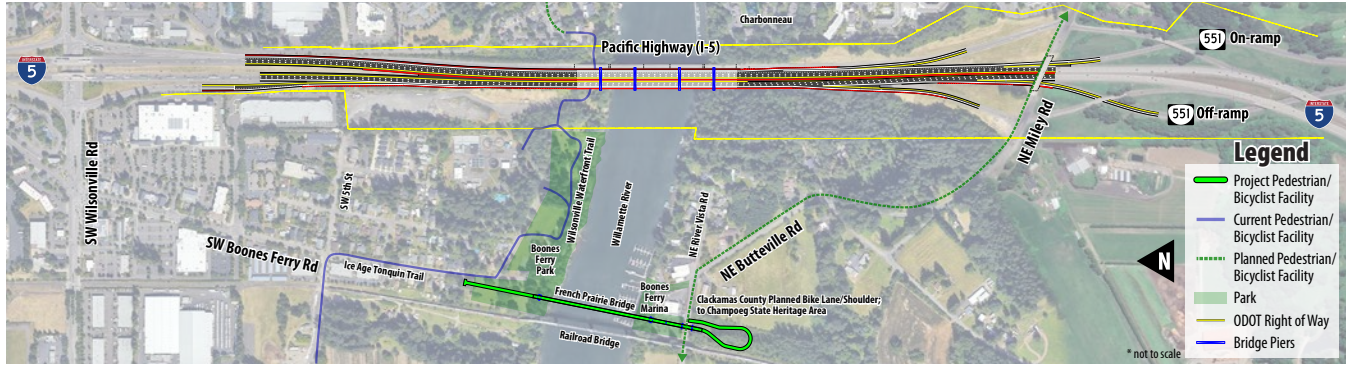 Charbonneau
Pacific Highway (I-5)
551 On-ramp
INTERSTATE
5
551 Off-ramp
INTERSTATE
5
NE Miley Rd
SW Wilsonville Rd
SW 5th St
Wilsonville Waterfront Trail
Willamette River
NE River Vista Rd
NE Butteville Rd
SW Boones Ferry Rd
Ice Age Tonquin Trail
Boones
Ferry
Park
French Prairie Bridge
Boones
Ferry
Marina
Clackamas County Planned Bike Lane/Shoulder;
to Champoeg State Heritage Area
Railroad Bridge
N
* not to scale
Legend
Project Pedestrian/
Bicyclist Facility
Current Pedestrian/
Bicyclist Facility
Planned Pedestrian/
Bicyclist Facility
Park
ODOT Right of Way
Bridge Piers